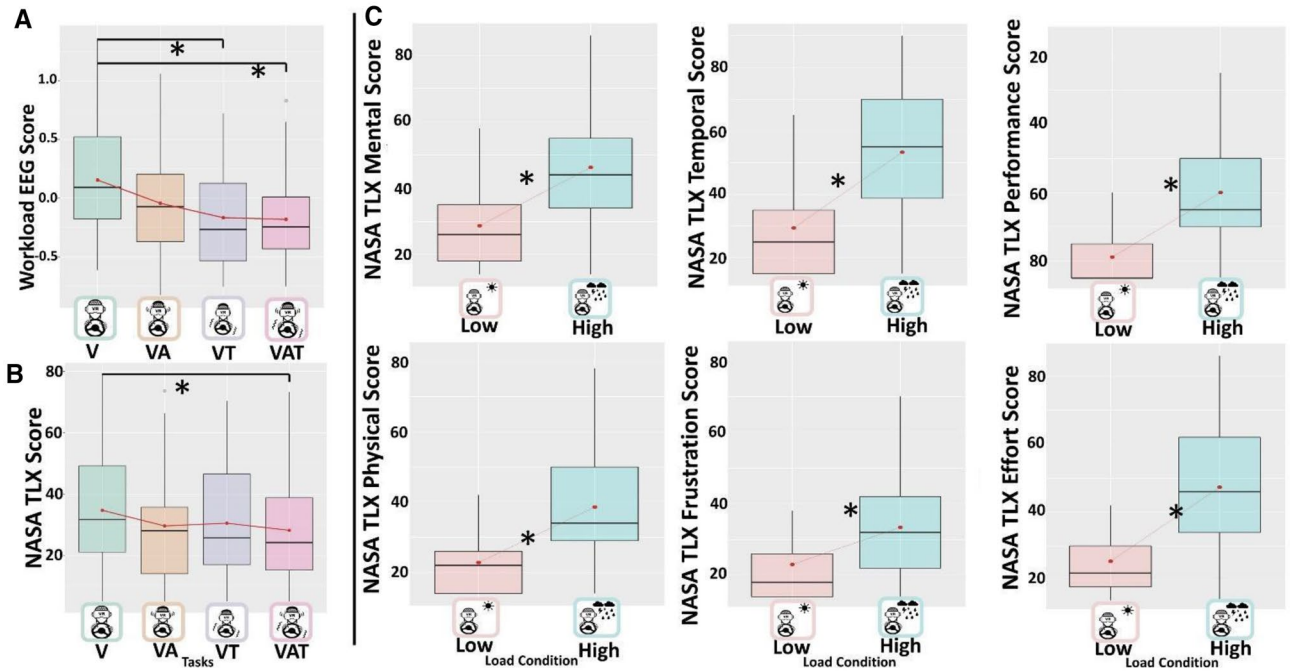 A
Workload EEG Score
1.0
0.5
0.0
-0.5
*
*
V VA VT VAT
B
NASA TLX Score
80
60
40
20
*
V VA VT VAT
Tasks
C
NASA TLX Mental Score
80
60
40
20
*
Low High
NASA TLX Temporal Score
80
60
40
20
*
Low High
NASA TLX Performance Score
20
40
60
80
*
Low High
NASA TLX Physical Score
80
60
40
20
*
Low High
Load Condition
NASA TLX Frustration Score
80
60
40
20
*
Low High
Load Condition
NASA TLX Effort Score
80
60
40
20
*
Low High
Load Condition